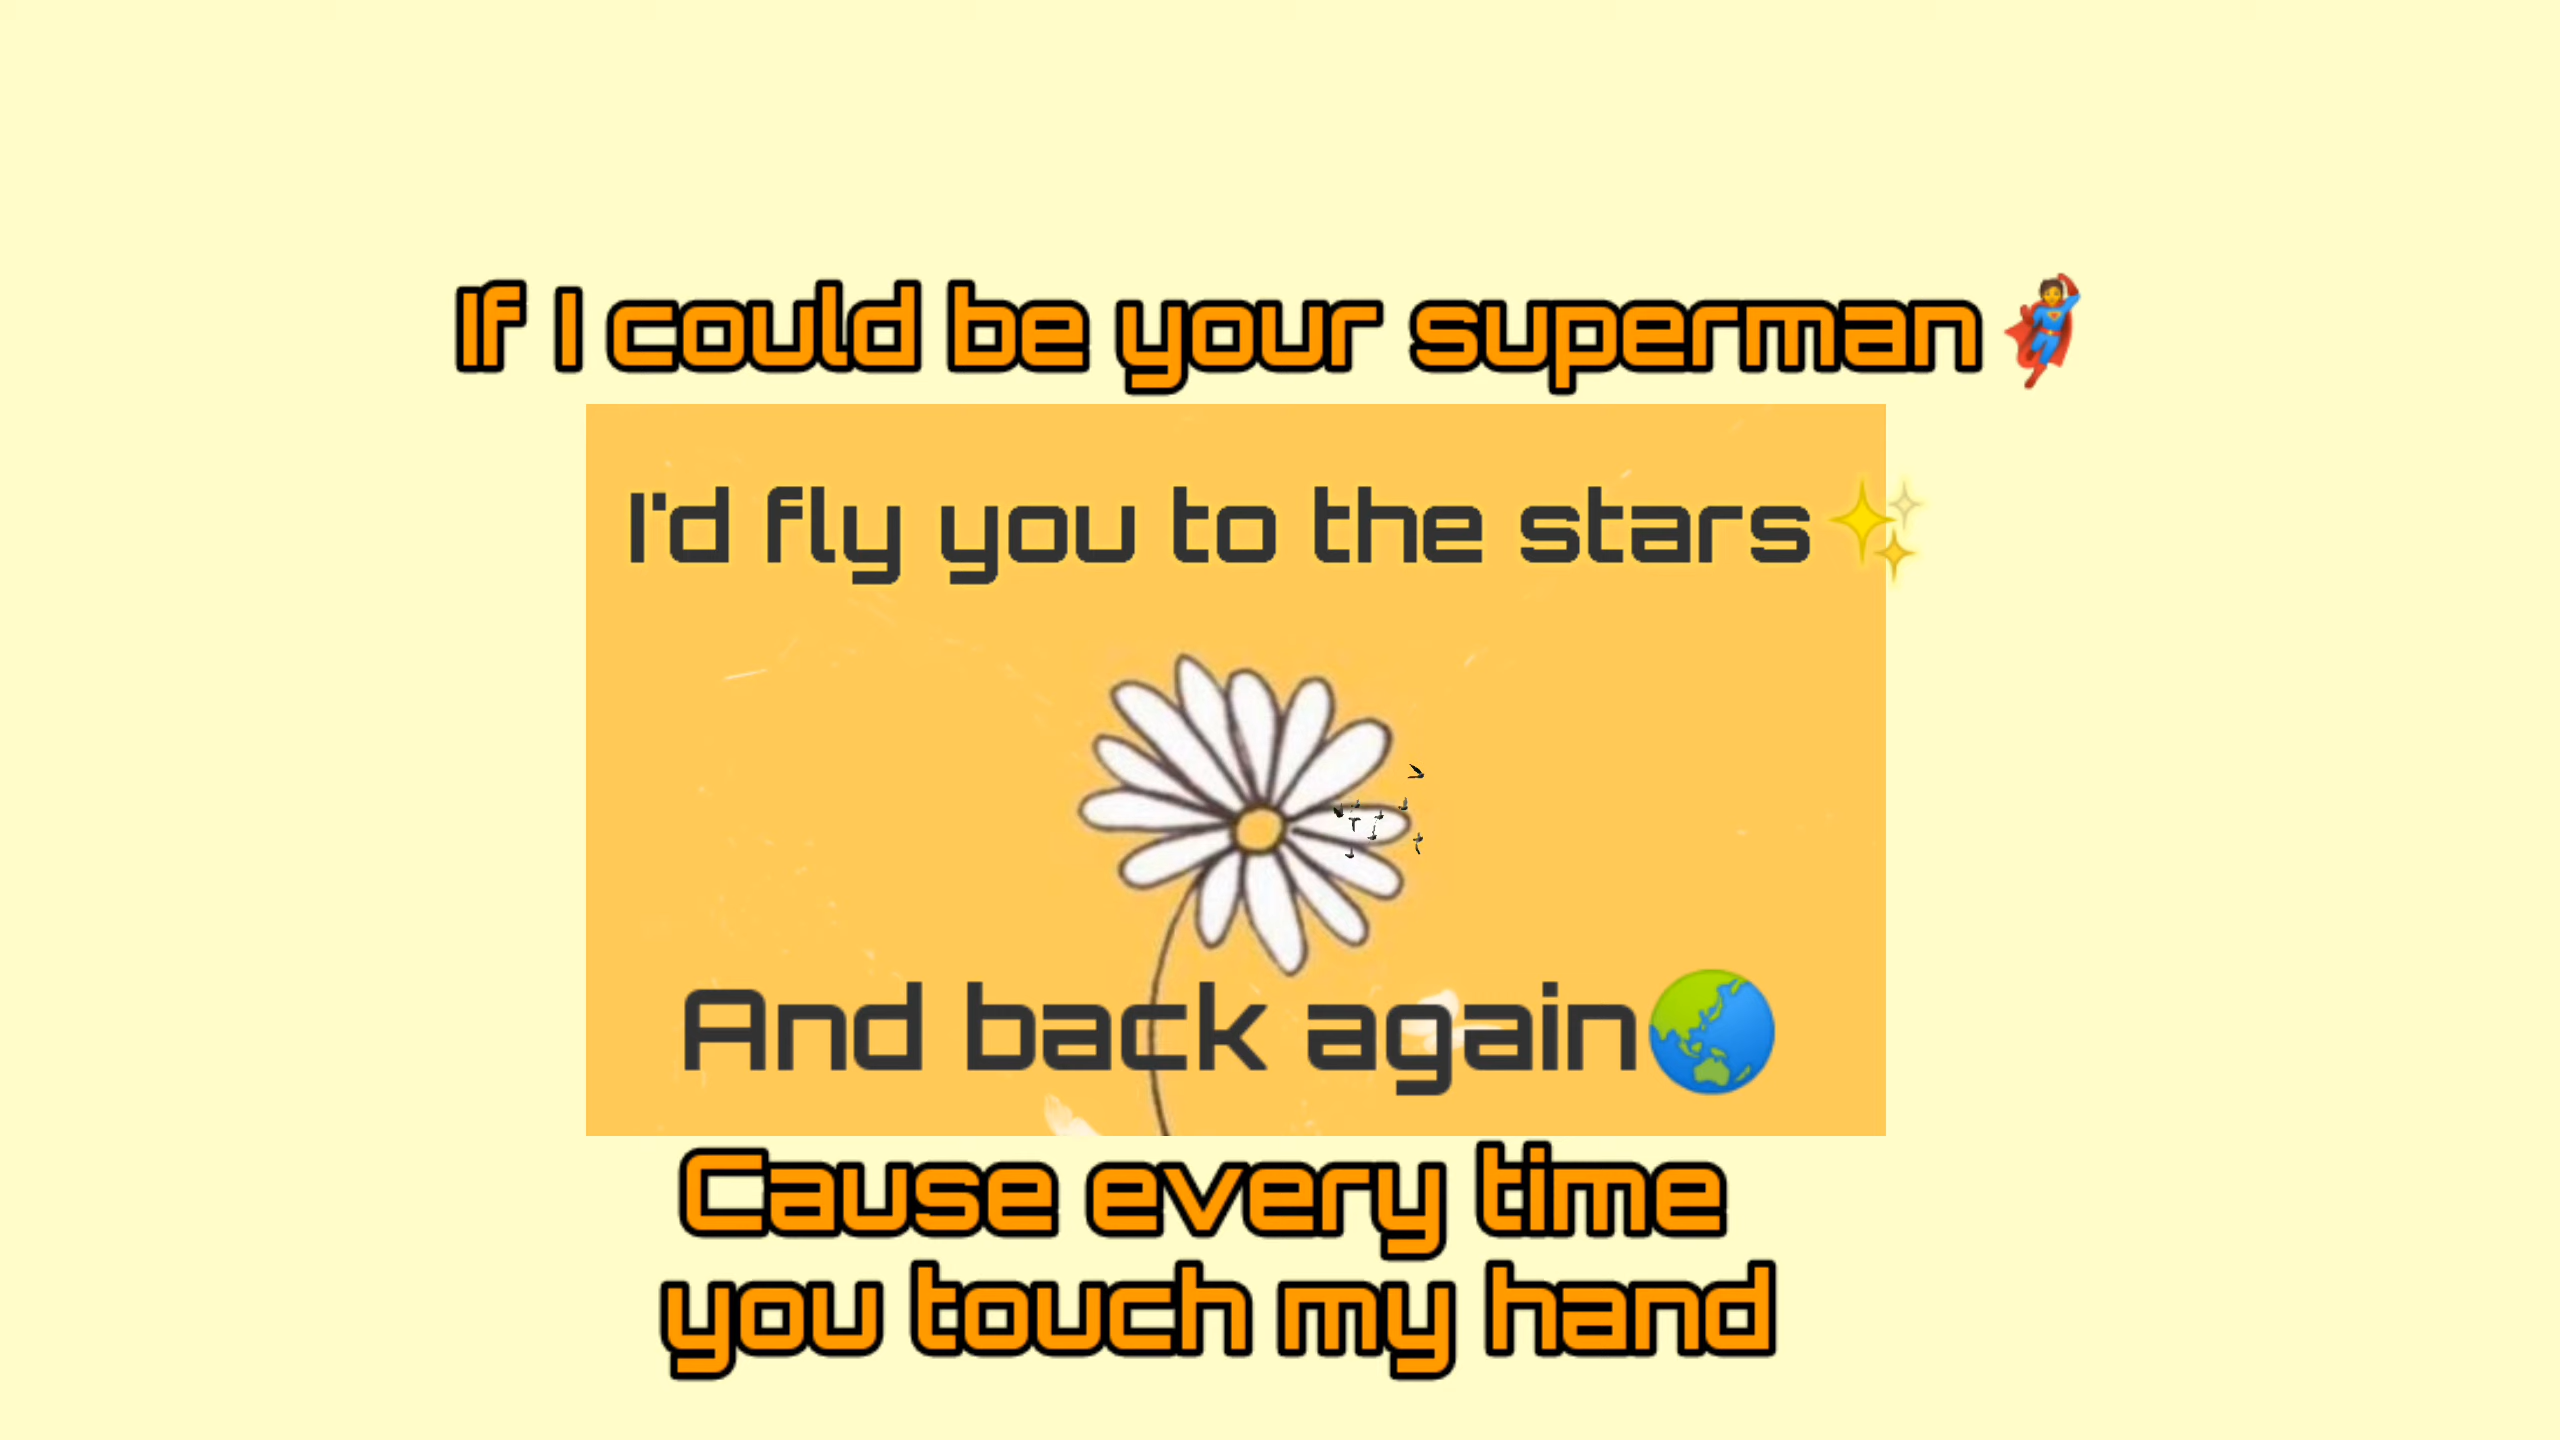 If I could be your superman🦸
I'd fly you to the stars✨
And back again🌏
Cause every time
you touch my hand